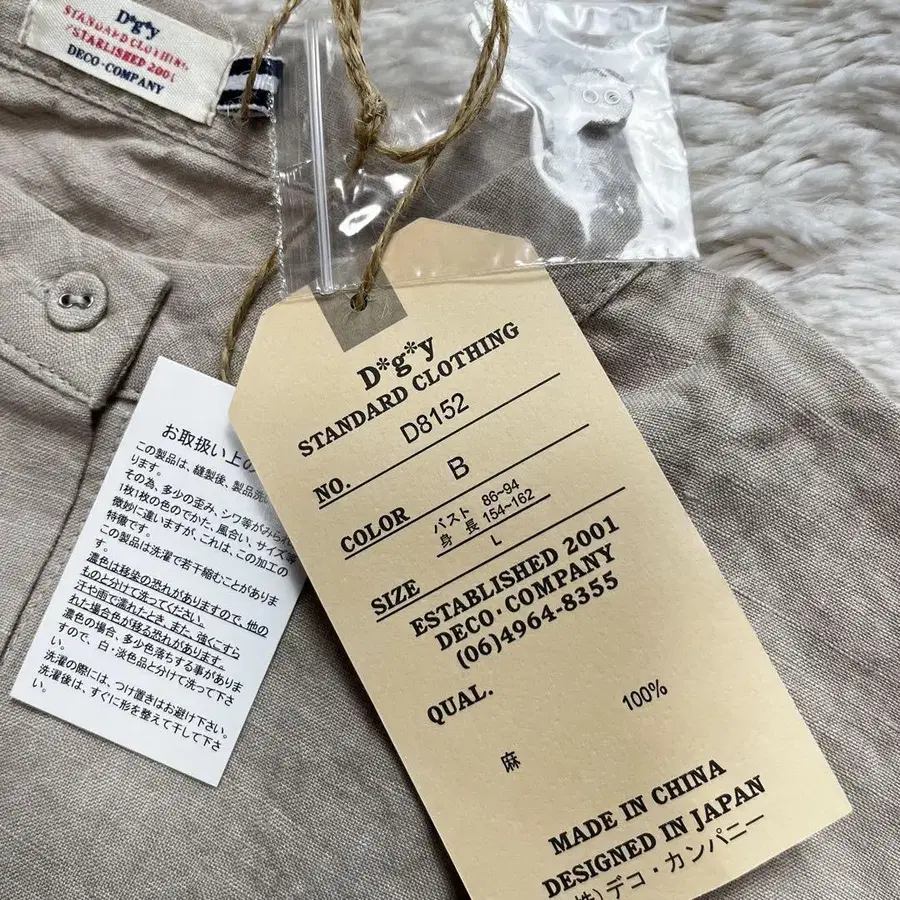 D*g*y
STANDARD CLOTHING
ESTABLISHED 2001
DECO·COMPANY
D*g*y
STANDARD CLOTHING
NO. D8152
COLOR B
バスト 86~94
身 長 154~162
SIZE L
ESTABLISHED 2001
DECO·COMPANY
(06)4964-8355
QUAL.
麻 100%
MADE IN CHINA
DESIGNED IN JAPAN
(株)デコ・カンパニー
お取扱い上の
この製品は、縫製後、製品洗い
ります。
その為、多少の歪み、シワ等がみられ
1枚1枚の色のでかた、風合い、サイズ等
微妙に違いますが、これは、この加工の
特徴です。
この製品は洗濯で若干縮むことがありま
す。
濃色は移染の恐れがありますので、他の
ものと分けて洗ってください。
汗や雨で濡れたとき、また、強くこすら
れた場合色が移る恐れがあります。
濃色の場合、多少色落ちする事がありま
すので、白・淡色品と分けて洗って下さ
い。
洗濯の際には、つけ置きはお避け下さい。
洗濯後は、すぐに形を整えて干して下さ
い。